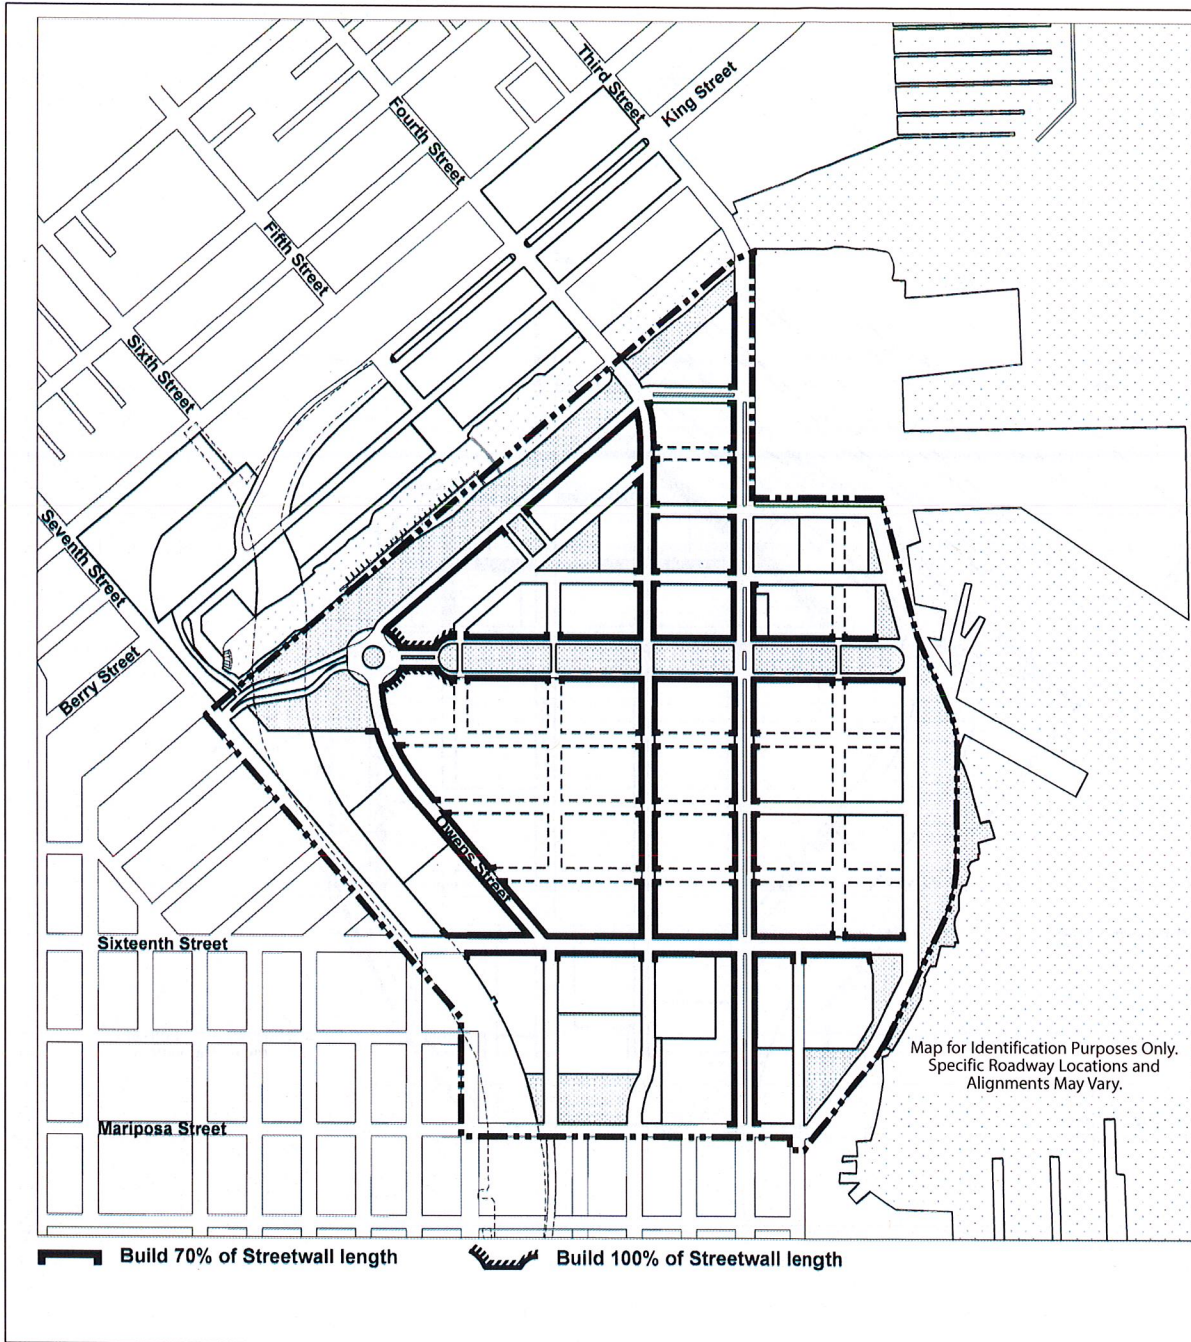 Third Street
King Street
Fourth Street
Fifth Street
Sixth Street
Seventh Street
Berry Street
Owens Street
Sixteenth Street
Map for Identification Purposes Only.
Specific Roadway Locations and
Alignments May Vary.
Mariposa Street
Build 70% of Streetwall length
Build 100% of Streetwall length